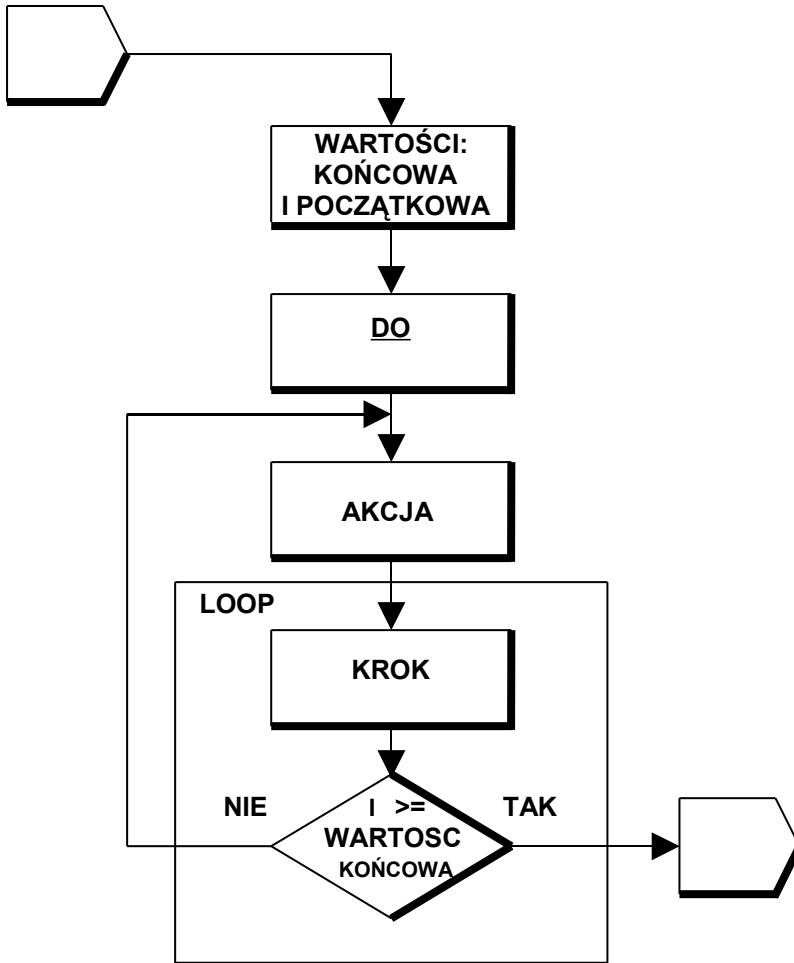 WARTOŚCI:
KOŃCOWA
I POCZĄTKOWA
DO
AKCJA
LOOP
KROK
NIE
I >=
TAK
WARTOSC
KOŃCOWA